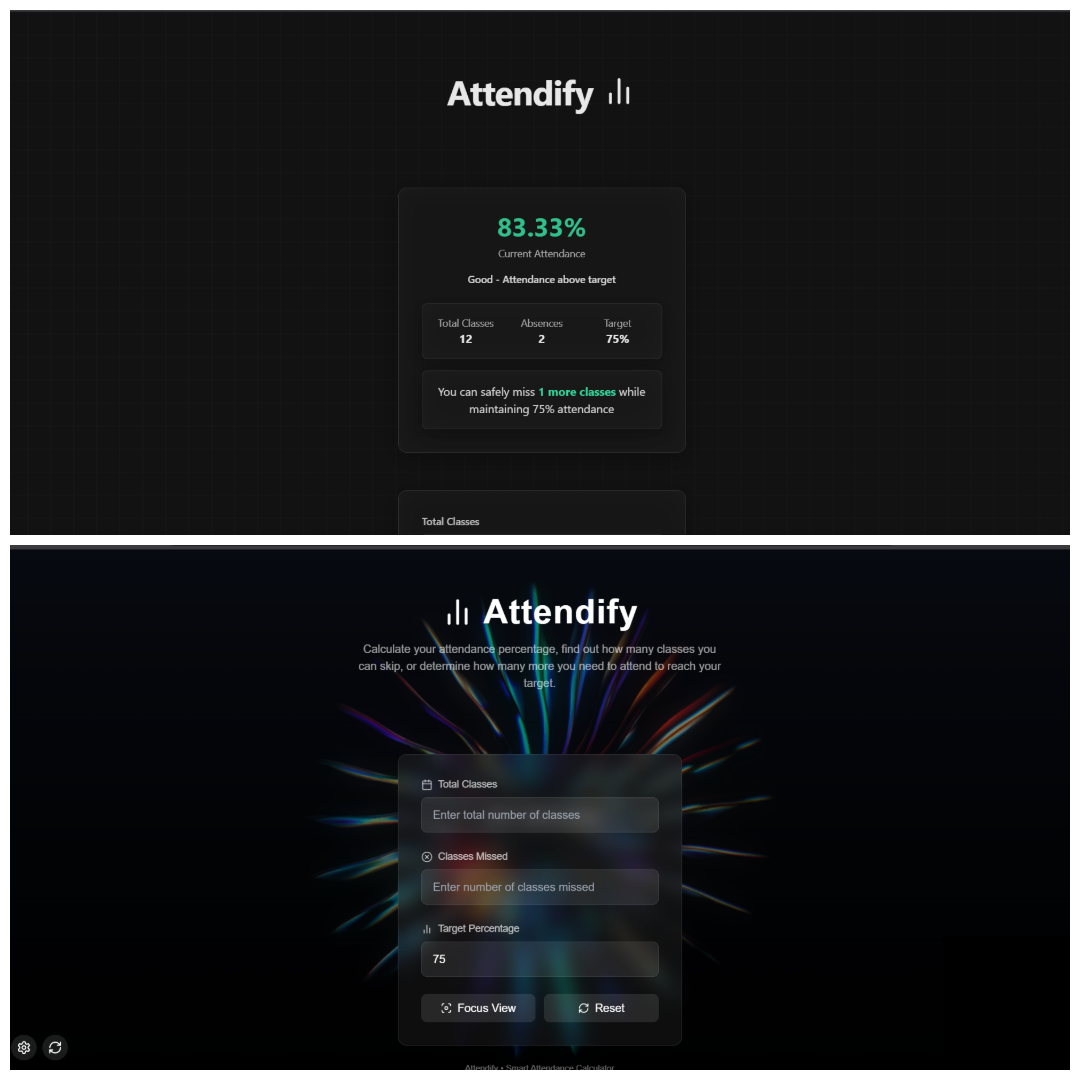 Attendify
83.33%
Current Attendance
Good - Attendance above target
Total Classes Absences Target
12 2 75%
You can safely miss 1 more classes while
maintaining 75% attendance
Total Classes
Attendify
Calculate your attendance percentage, find out how many classes you
can skip, or determine how many more you need to attend to reach your
target.
Total Classes
Enter total number of classes
Classes Missed
Enter number of classes missed
Target Percentage
75
Focus View Reset
Attendify • Smart Attendance Calculator